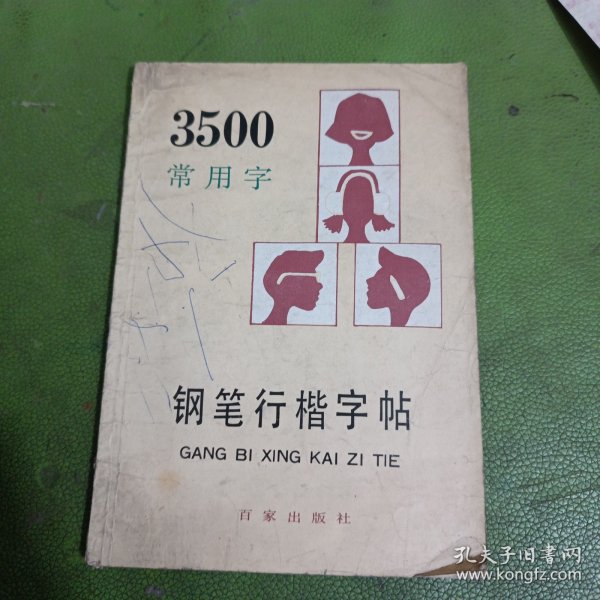 3500
常用字
钢笔行楷字帖
GANG BI XING KAI ZI TIE
百家出版社
孔夫子旧书网
www.kongfz.com